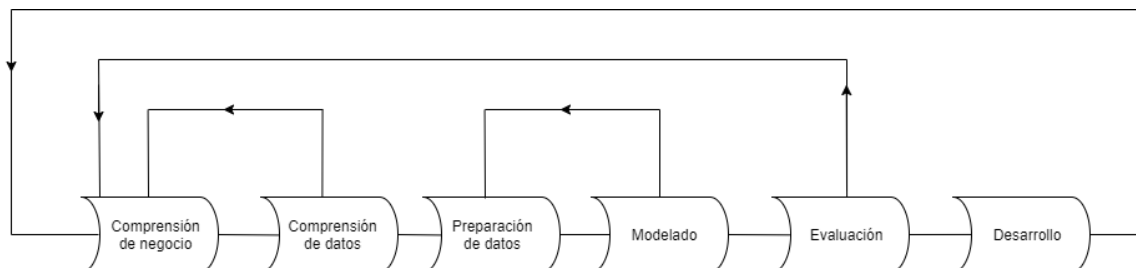 Comprensión
de negocio
Comprensión
de datos
Preparación
de datos
Modelado
Evaluación
Desarrollo